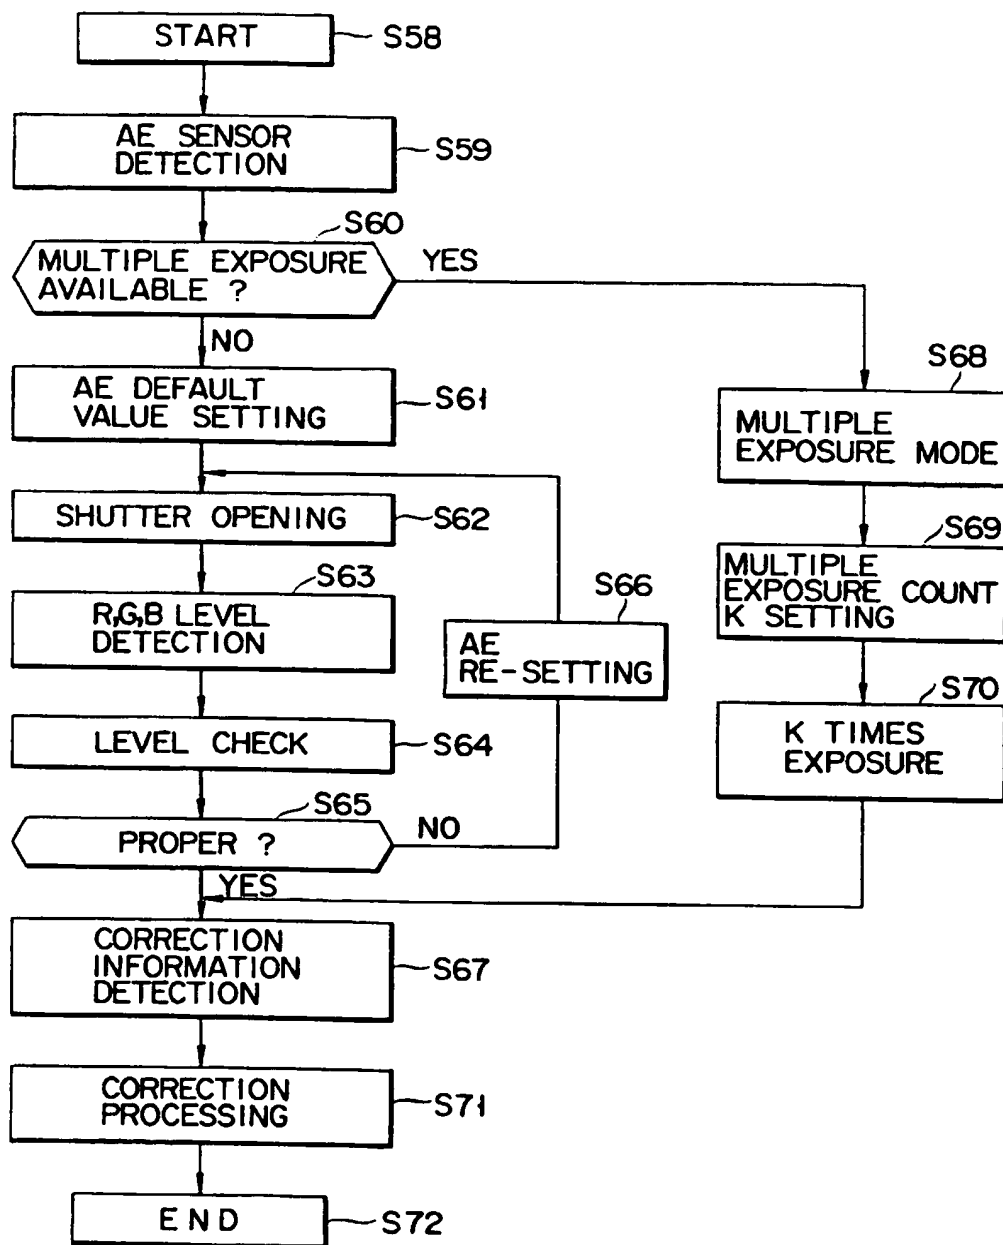 START
S58
AE SENSOR
DETECTION
S59
S60
MULTIPLE EXPOSURE
AVAILABLE ?
YES
NO
AE DEFAULT
VALUE SETTING
S61
S68
MULTIPLE
EXPOSURE MODE
SHUTTER OPENING
S62
S69
MULTIPLE
EXPOSURE COUNT
K SETTING
S63
R,G,B LEVEL
DETECTION
S66
AE
RE-SETTING
S70
K TIMES
EXPOSURE
LEVEL CHECK
S64
S65
PROPER ?
NO
YES
CORRECTION
INFORMATION
DETECTION
S67
CORRECTION
PROCESSING
S71
END
S72